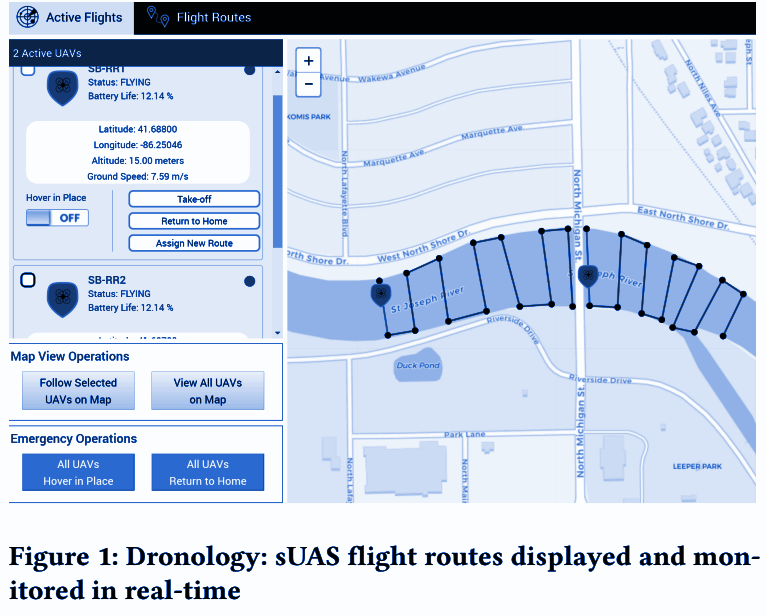 Active Flights
Flight Routes
2 Active UAVs
SB-RR1
Status: FLYING
Battery Life: 12.14 %
Latitude: 41.68800
Longitude: -86.25046
Altitude: 15.00 meters
Ground Speed: 7.59 m/s
Hover in Place
OFF
Take-off
Return to Home
Assign New Route
SB-RR2
Status: FLYING
Battery Life: 12.14 %
Map View Operations
Follow Selected
UAVs on Map
View All UAVs
on Map
Emergency Operations
All UAVs
Hover in Place
All UAVs
Return to Home
+
−
Avenue
Wakewa Avenue
KOMIS PARK
Marquette Ave
Marquette Ave
North Lafayette Blvd
North Michigan St.
North Niles Ave
East North Shore Dr.
West North Shore Dr.
orth Shore Dr.
St Joseph River
eph River
Riverside Drive
Duck Pond
Riverside Drive
North Michigan St.
Park Lane
North Lafa
North Mai
LEEPER PARK
Figure 1: Dronology: sUAS flight routes displayed and mon-
itored in real-time